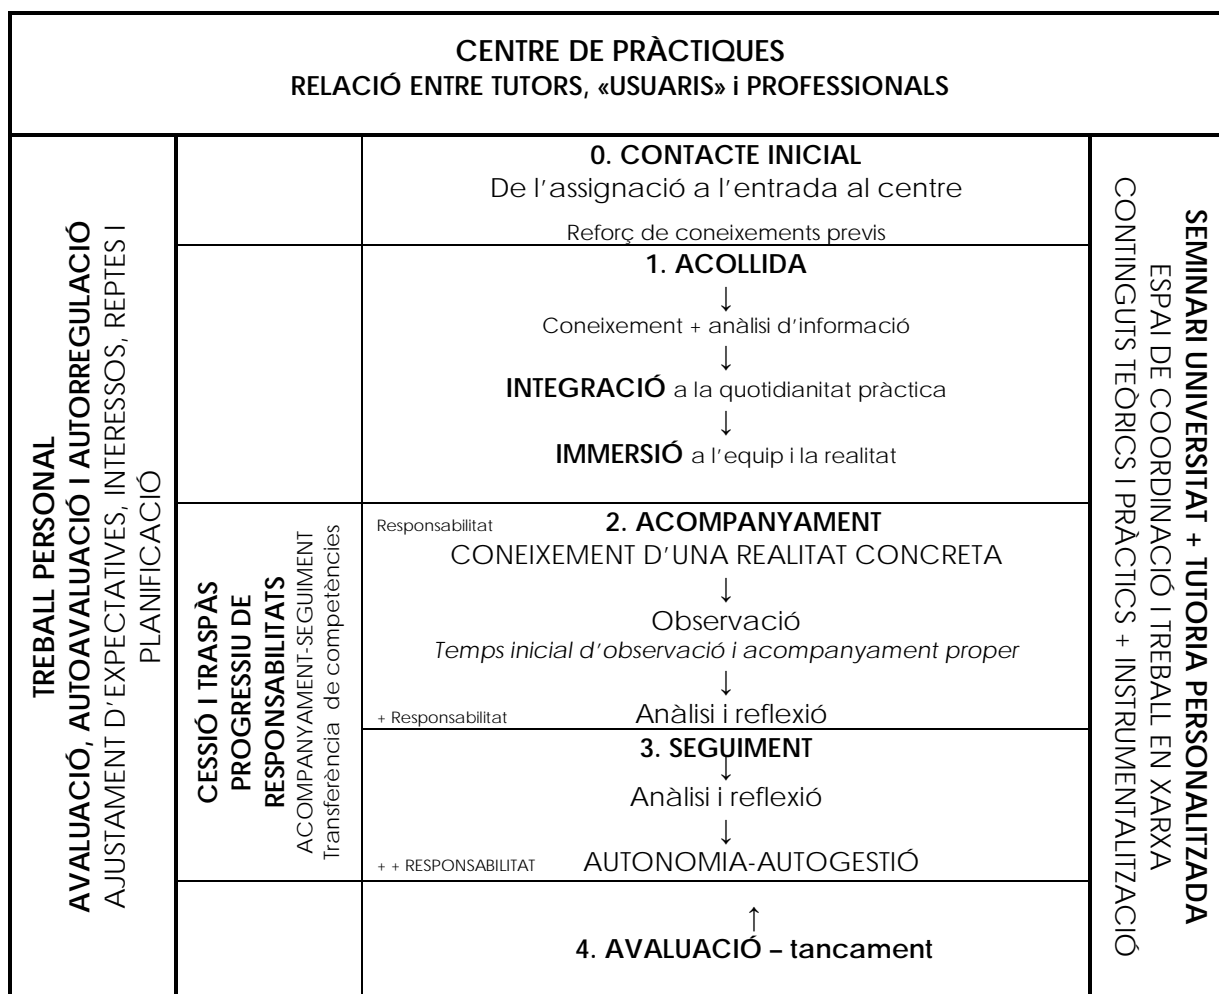 CENTRE DE PRÀCTIQUES
RELACIÓ ENTRE TUTORS, «USUARIS» i PROFESSIONALS
TREBALL PERSONAL
AVALUACIÓ, AUTOAVALUACIÓ I AUTORREGULACIÓ
AJUSTAMENT D'EXPECTATIVES, INTERESSOS, REPTES I
PLANIFICACIÓ
0. CONTACTE INICIAL
De l'assignació a l'entrada al centre
Reforç de coneixements previs
1. ACOLLIDA
↓
Coneixement + anàlisi d'informació
↓
INTEGRACIÓ a la quotidianitat pràctica
↓
IMMERSIÓ a l'equip i la realitat
CESSIÓ I TRASPÀS
PROGRESSIU DE
RESPONSABILITATS
ACOMPANYAMENT-SEGUIMENT
Transferència de competències
Responsabilitat 2. ACOMPANYAMENT
CONEIXEMENT D'UNA REALITAT CONCRETA
↓
Observació
Temps inicial d'observació i acompanyament proper
↓
+ Responsabilitat Anàlisi i reflexió
3. SEGUIMENT
↓
Anàlisi i reflexió
↓
+ + RESPONSABILITAT AUTONOMIA-AUTOGESTIÓ
↑
4. AVALUACIÓ – tancament
SEMINARI UNIVERSITAT + TUTORIA PERSONALITZADA
ESPAI DE COORDINACIÓ I TREBALL EN XARXA
CONTINGUTS TEÒRICS I PRÀCTICS + INSTRUMENTALITZACIÓ